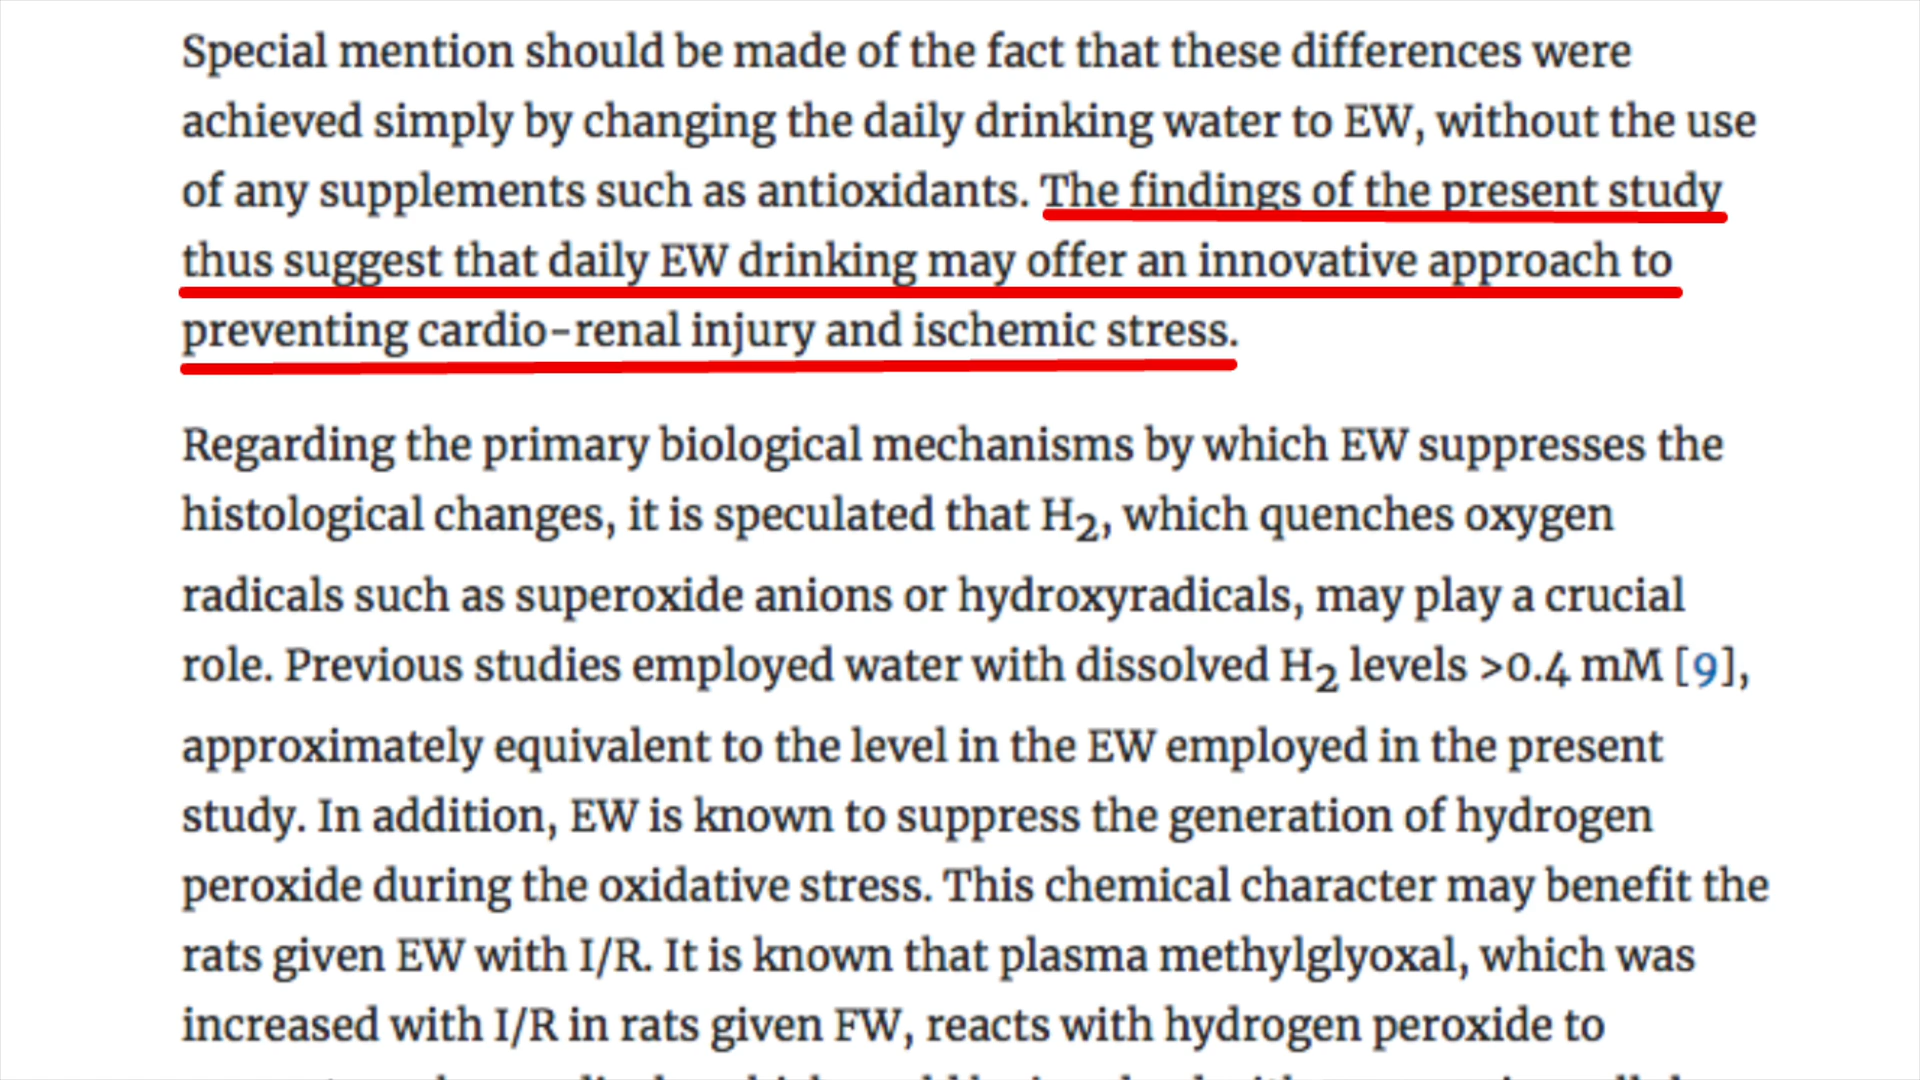 Special mention should be made of the fact that these differences were
achieved simply by changing the daily drinking water to EW, without the use
of any supplements such as antioxidants. The findings of the present study
thus suggest that daily EW drinking may offer an innovative approach to
preventing cardio-renal injury and ischemic stress.
Regarding the primary biological mechanisms by which EW suppresses the
histological changes, it is speculated that H₂, which quenches oxygen
radicals such as superoxide anions or hydroxyradicals, may play a crucial
role. Previous studies employed water with dissolved H₂ levels >0.4 mM [9],
approximately equivalent to the level in the EW employed in the present
study. In addition, EW is known to suppress the generation of hydrogen
peroxide during the oxidative stress. This chemical character may benefit the
rats given EW with I/R. It is known that plasma methylglyoxal, which was
increased with I/R in rats given FW, reacts with hydrogen peroxide to